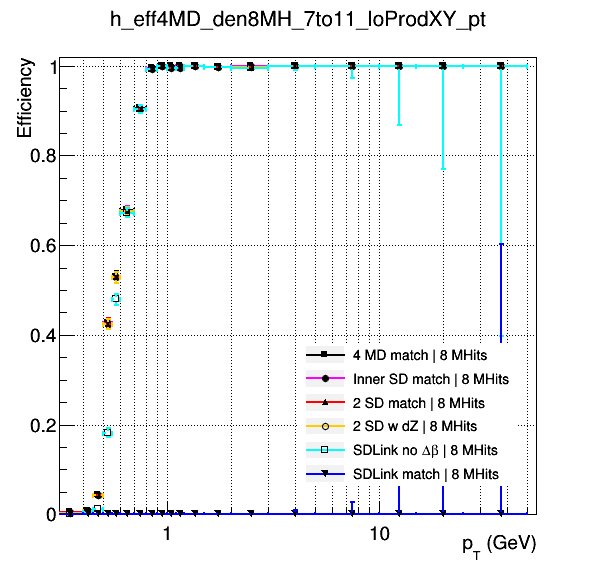 h_eff4MD_den8MH_7to11_loProdXY_pt
Efficiency
1
0.8
0.6
0.4
0.2
0
4 MD match | 8 MHits
Inner SD match | 8 MHits
2 SD match | 8 MHits
2 SD w dZ | 8 MHits
SDLink no Δβ | 8 MHits
SDLink match | 8 MHits
1
10
p_T (GeV)